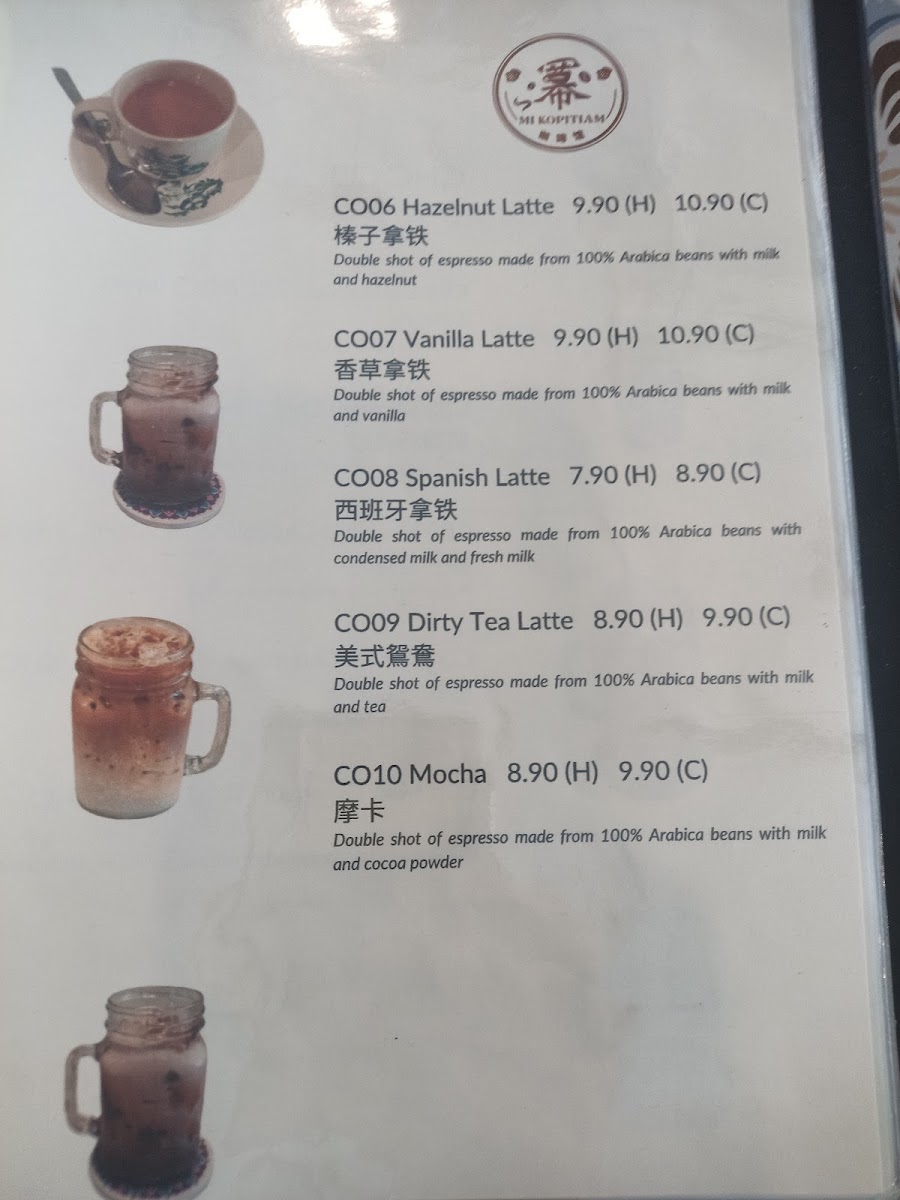 冪
MI KOPITIAM
咖啡馆
CO06 Hazelnut Latte 9.90 (H) 10.90 (C)
榛子拿铁
Double shot of espresso made from 100% Arabica beans with milk
and hazelnut
CO07 Vanilla Latte 9.90 (H) 10.90 (C)
香草拿铁
Double shot of espresso made from 100% Arabica beans with milk
and vanilla
CO08 Spanish Latte 7.90 (H) 8.90 (C)
西班牙拿铁
Double shot of espresso made from 100% Arabica beans with
condensed milk and fresh milk
CO09 Dirty Tea Latte 8.90 (H) 9.90 (C)
美式鴛鴦
Double shot of espresso made from 100% Arabica beans with milk
and tea
CO10 Mocha 8.90 (H) 9.90 (C)
摩卡
Double shot of espresso made from 100% Arabica beans with milk
and cocoa powder